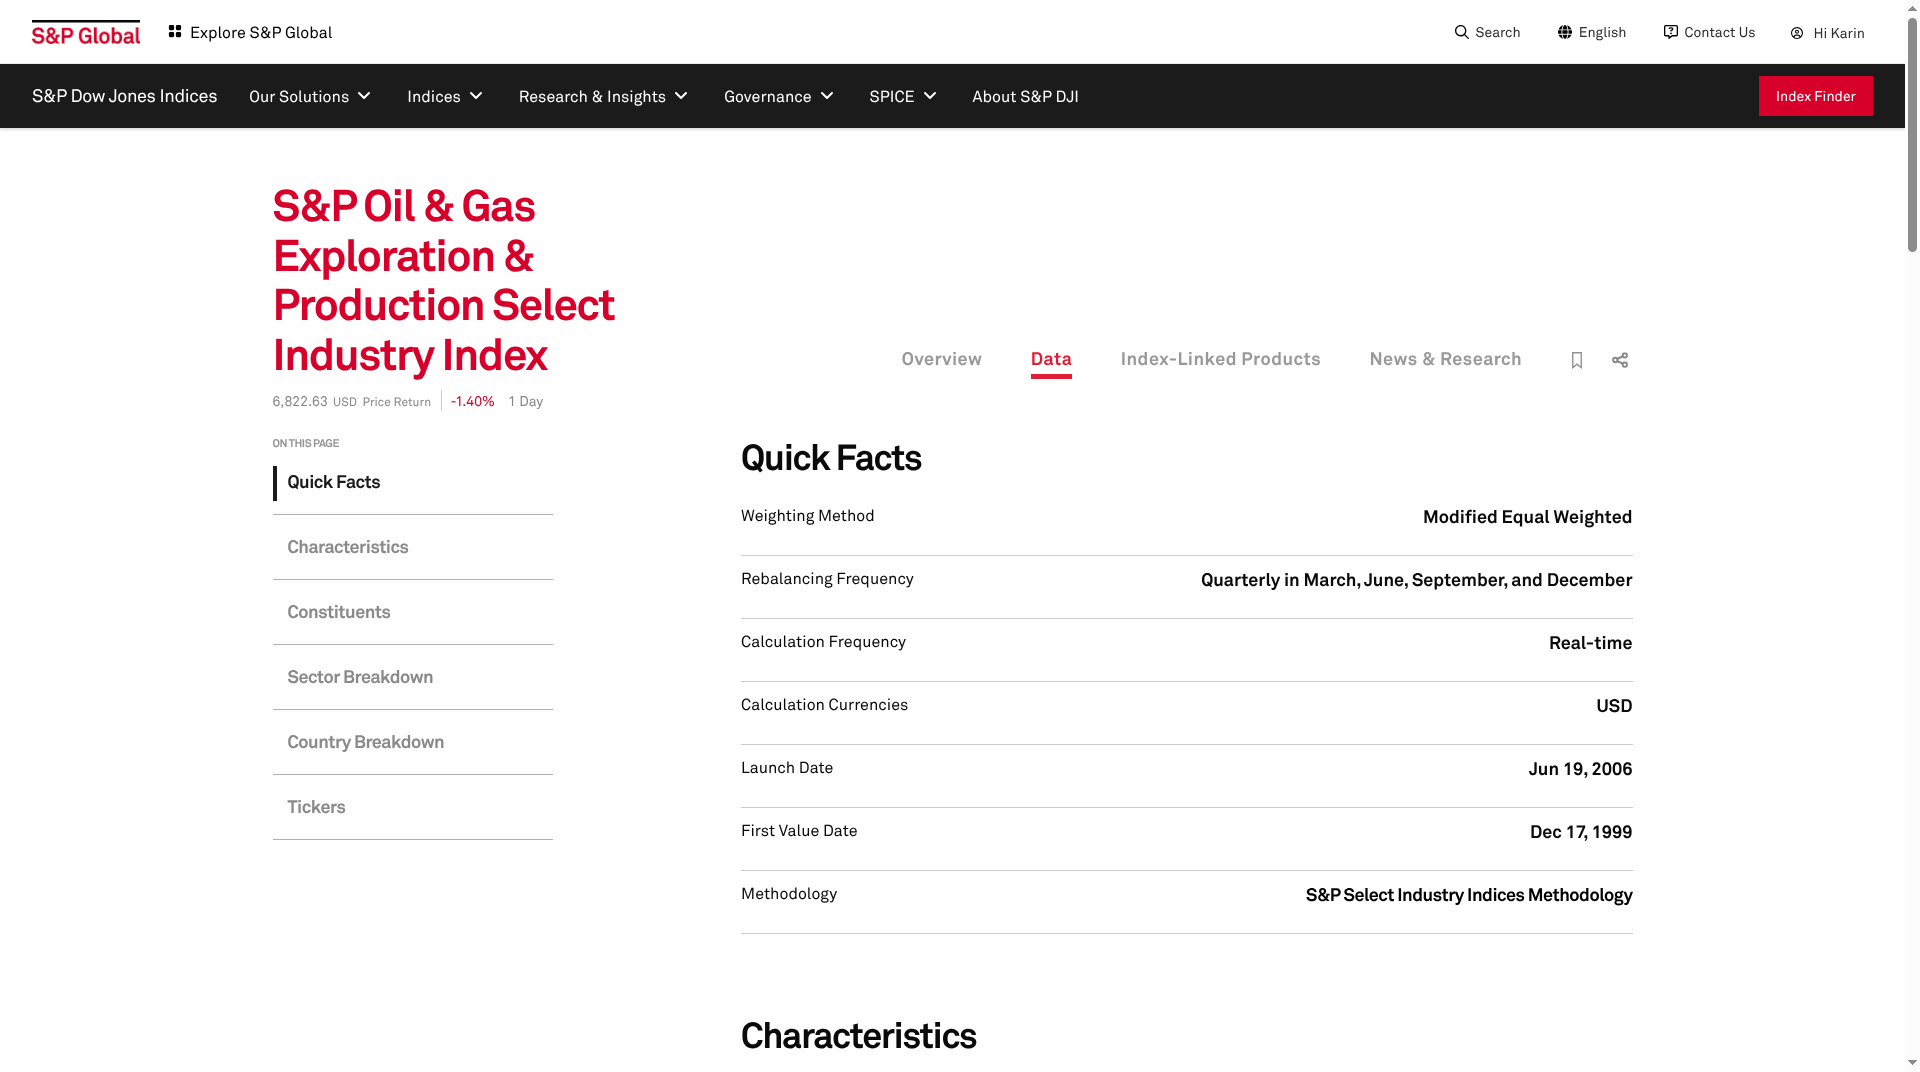 S&P Global
Explore S&P Global
Search
English
Contact Us
Hi Karin
S&P Dow Jones Indices
Our Solutions
Indices
Research & Insights
Governance
SPICE
About S&P DJI
Index Finder
S&P Oil & Gas
Exploration &
Production Select
Industry Index
6,822.63 USD Price Return -1.40% 1 Day
Overview
Data
Index-Linked Products
News & Research
ON THIS PAGE
Quick Facts
Characteristics
Constituents
Sector Breakdown
Country Breakdown
Tickers
Quick Facts
Weighting Method Modified Equal Weighted
Rebalancing Frequency Quarterly in March, June, September, and December
Calculation Frequency Real-time
Calculation Currencies USD
Launch Date Jun 19, 2006
First Value Date Dec 17, 1999
Methodology S&P Select Industry Indices Methodology
Characteristics